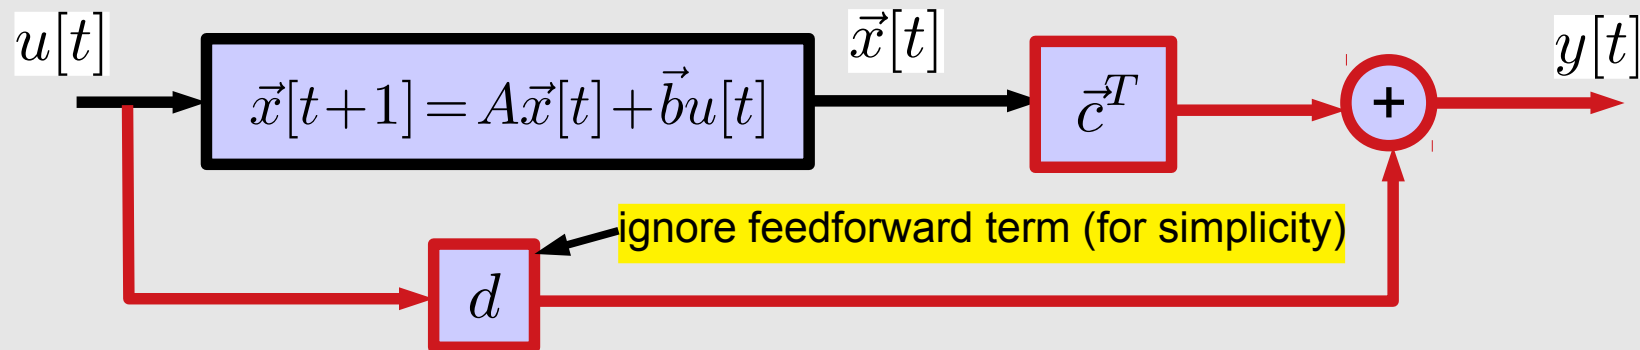 u[t]
x⃗[t+1]=Ax⃗[t]+b⃗u[t]
x⃗[t]
c⃗ᵀ
+
y[t]
ignore feedforward term (for simplicity)
d